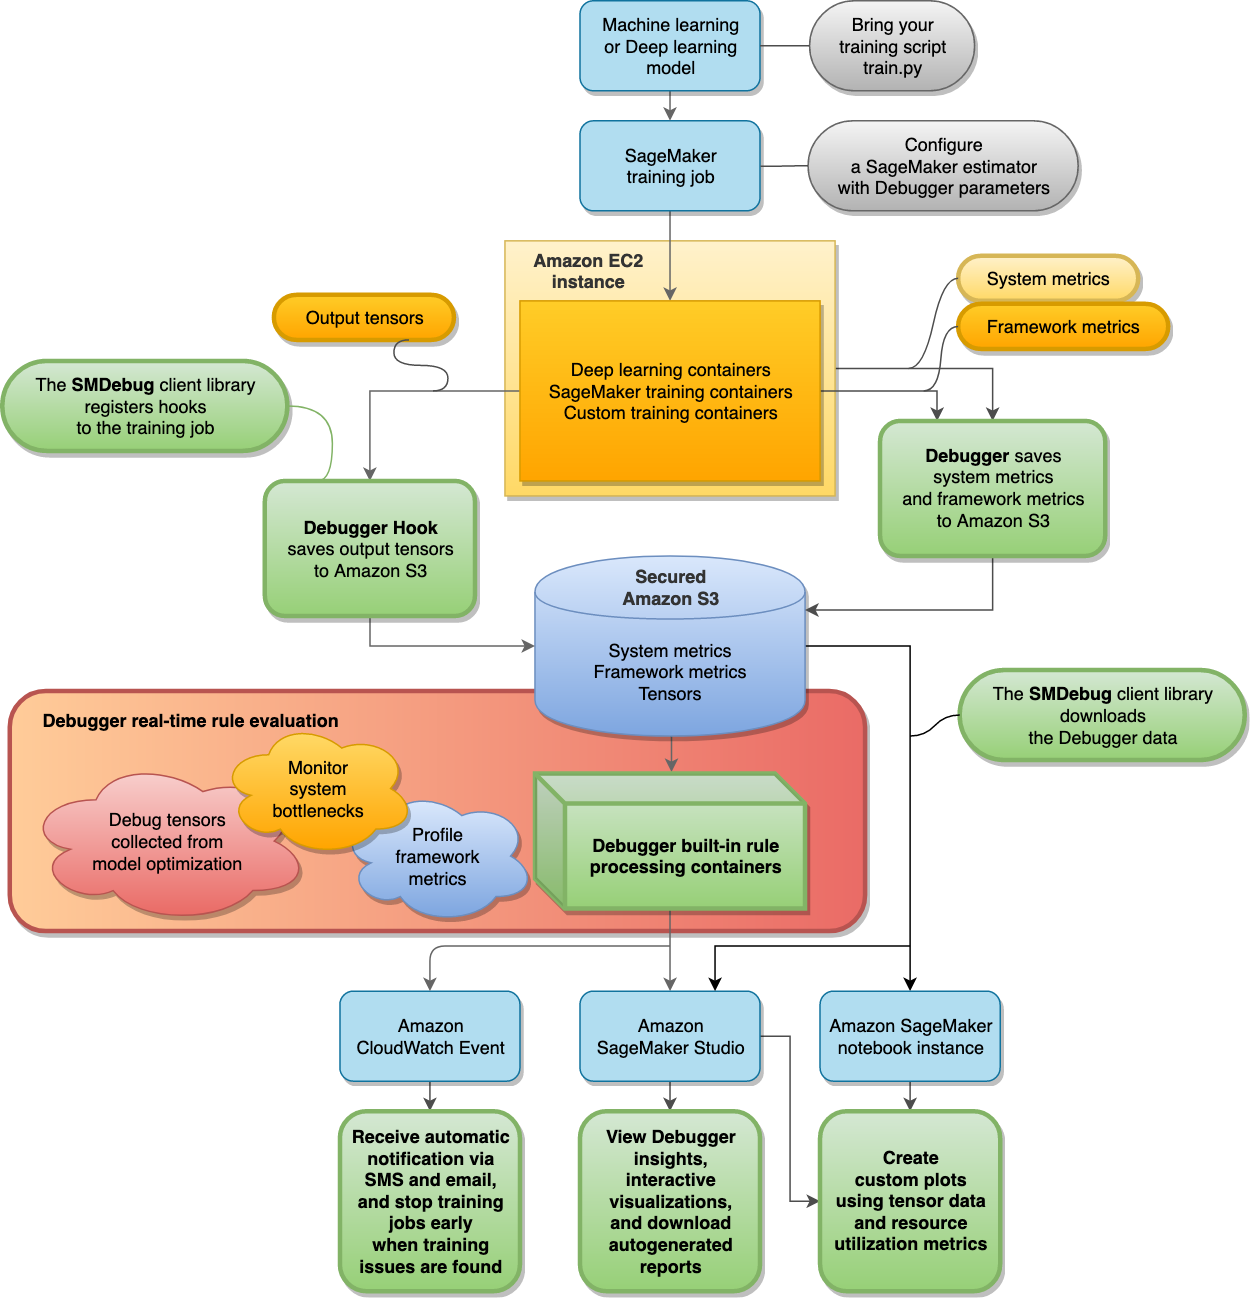 Machine learning
or Deep learning
model
Bring your
training script
train.py
SageMaker
training job
Configure
a SageMaker estimator
with Debugger parameters
Amazon EC2
instance
System metrics
Output tensors
Framework metrics
Deep learning containers
SageMaker training containers
Custom training containers
The SMDebug client library
registers hooks
to the training job
Debugger saves
system metrics
and framework metrics
to Amazon S3
Debugger Hook
saves output tensors
to Amazon S3
Secured
Amazon S3
System metrics
Framework metrics
Tensors
The SMDebug client library
downloads
the Debugger data
Debugger real-time rule evaluation
Monitor
system
bottlenecks
Debug tensors
collected from
model optimization
Profile
framework
metrics
Debugger built-in rule
processing containers
Amazon
CloudWatch Event
Amazon
SageMaker Studio
Amazon SageMaker
notebook instance
Receive automatic
notification via
SMS and email,
and stop training
jobs early
when training
issues are found
View Debugger
insights,
interactive
visualizations,
and download
autogenerated
reports
Create
custom plots
using tensor data
and resource
utilization metrics